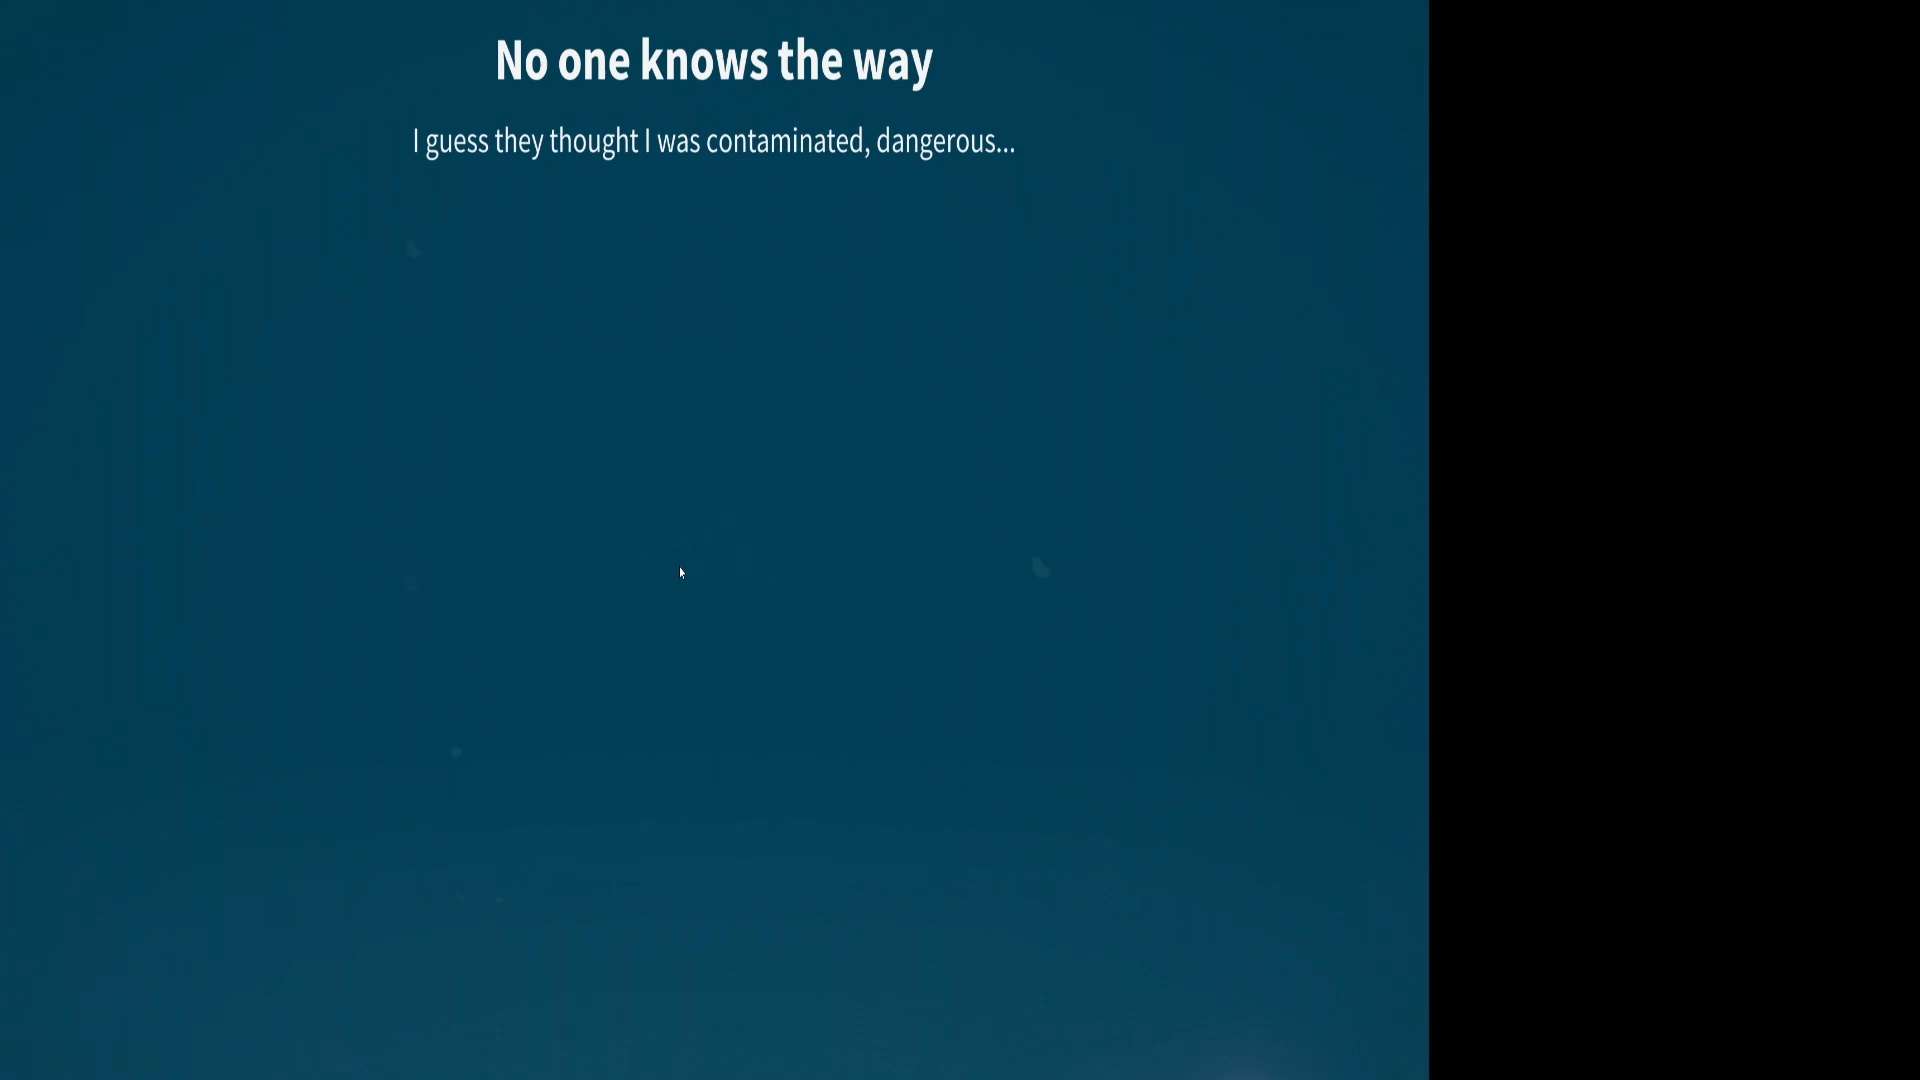 No one knows the way
I guess they thought I was contaminated, dangerous...